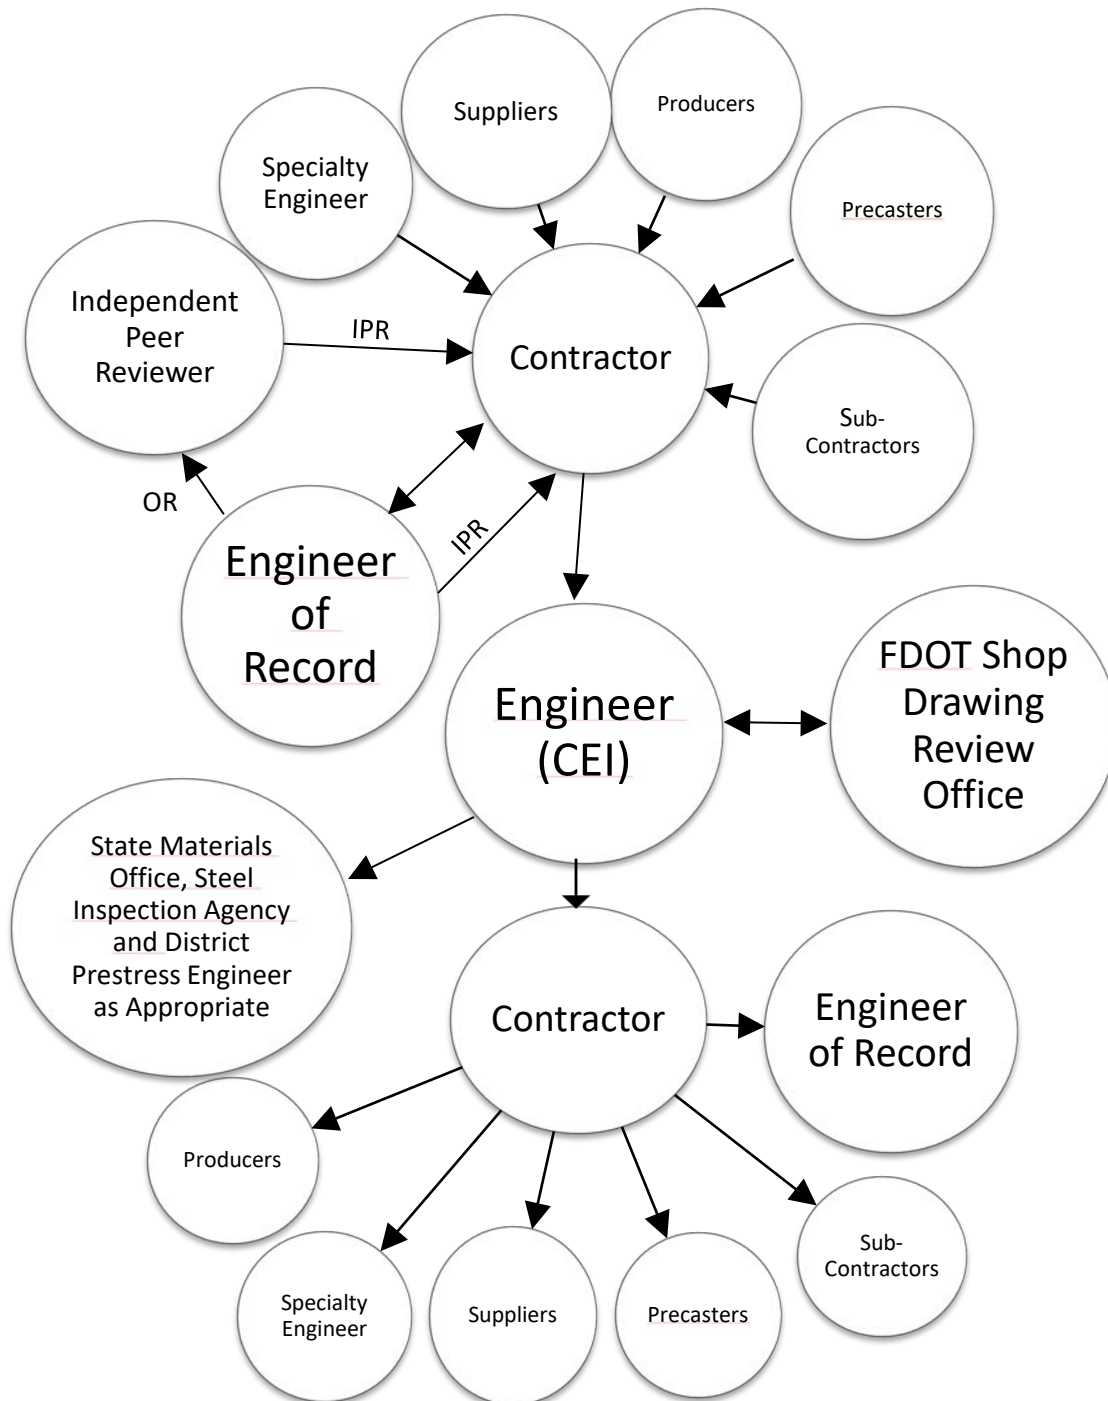 Suppliers
Producers
Specialty
Engineer
Precasters
Independent
Peer
Reviewer
IPR
Contractor
Sub-
Contractors
OR
IPR
Engineer
of
Record
Engineer
(CEI)
FDOT Shop
Drawing
Review
Office
State Materials
Office, Steel
Inspection Agency
and District
Prestress Engineer
as Appropriate
Contractor
Engineer
of Record
Producers
Sub-
Contractors
Specialty
Engineer
Suppliers
Precasters